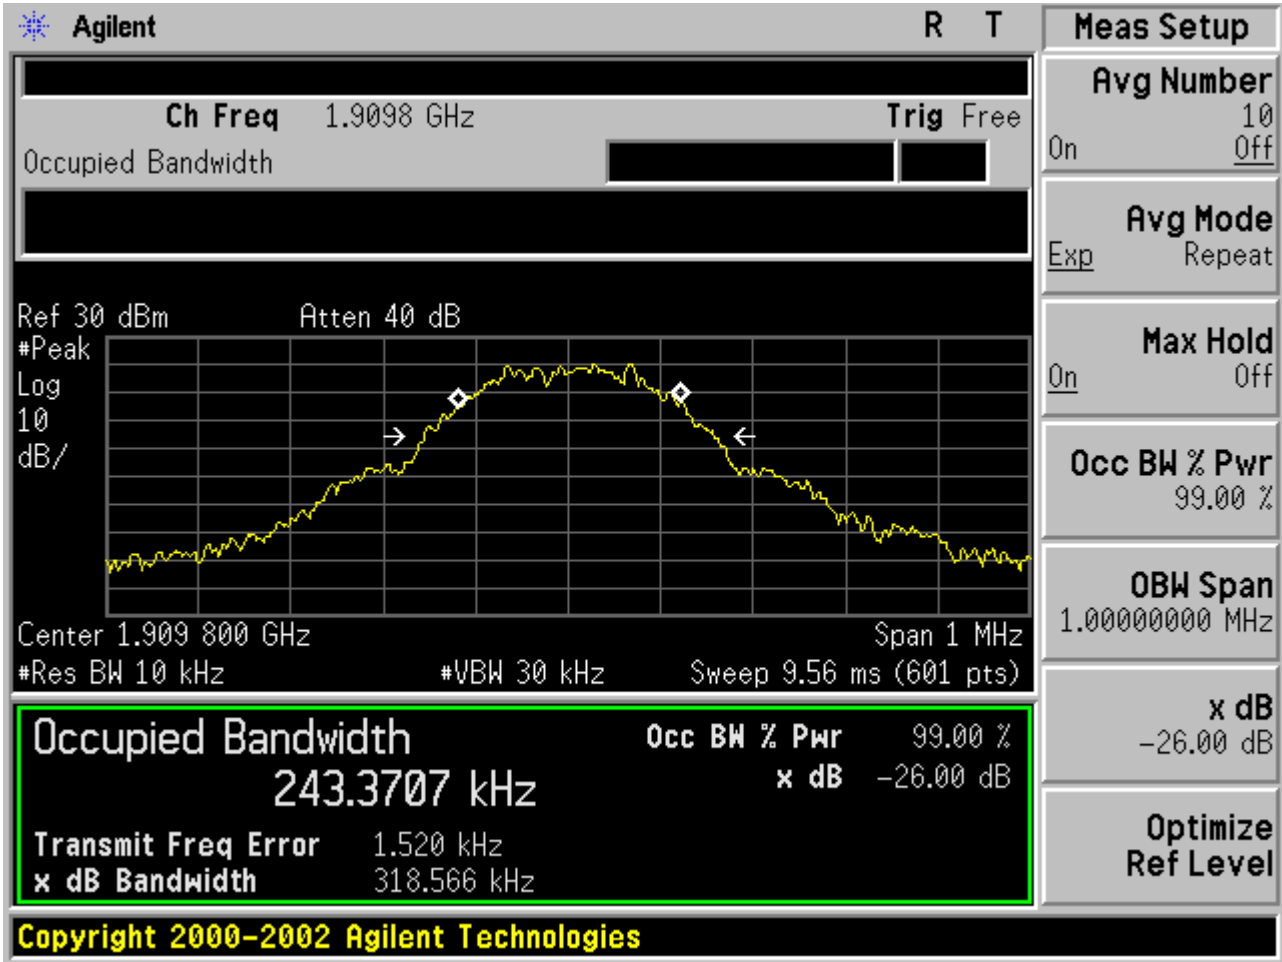 Agilent R T
Ch Freq 1.9098 GHz Trig Free
Occupied Bandwidth
Ref 30 dBm Atten 40 dB
#Peak
Log
10
dB/
Center 1.909 800 GHz Span 1 MHz
#Res BW 10 kHz #VBW 30 kHz Sweep 9.56 ms (601 pts)
Occupied Bandwidth Occ BW % Pwr 99.00 %
243.3707 kHz x dB -26.00 dB
Transmit Freq Error 1.520 kHz
x dB Bandwidth 318.566 kHz
Copyright 2000-2002 Agilent Technologies
Meas Setup
Avg Number
10
On Off
Avg Mode
Exp Repeat
Max Hold
On Off
Occ BW % Pwr
99.00 %
OBW Span
1.00000000 MHz
x dB
-26.00 dB
Optimize
Ref Level